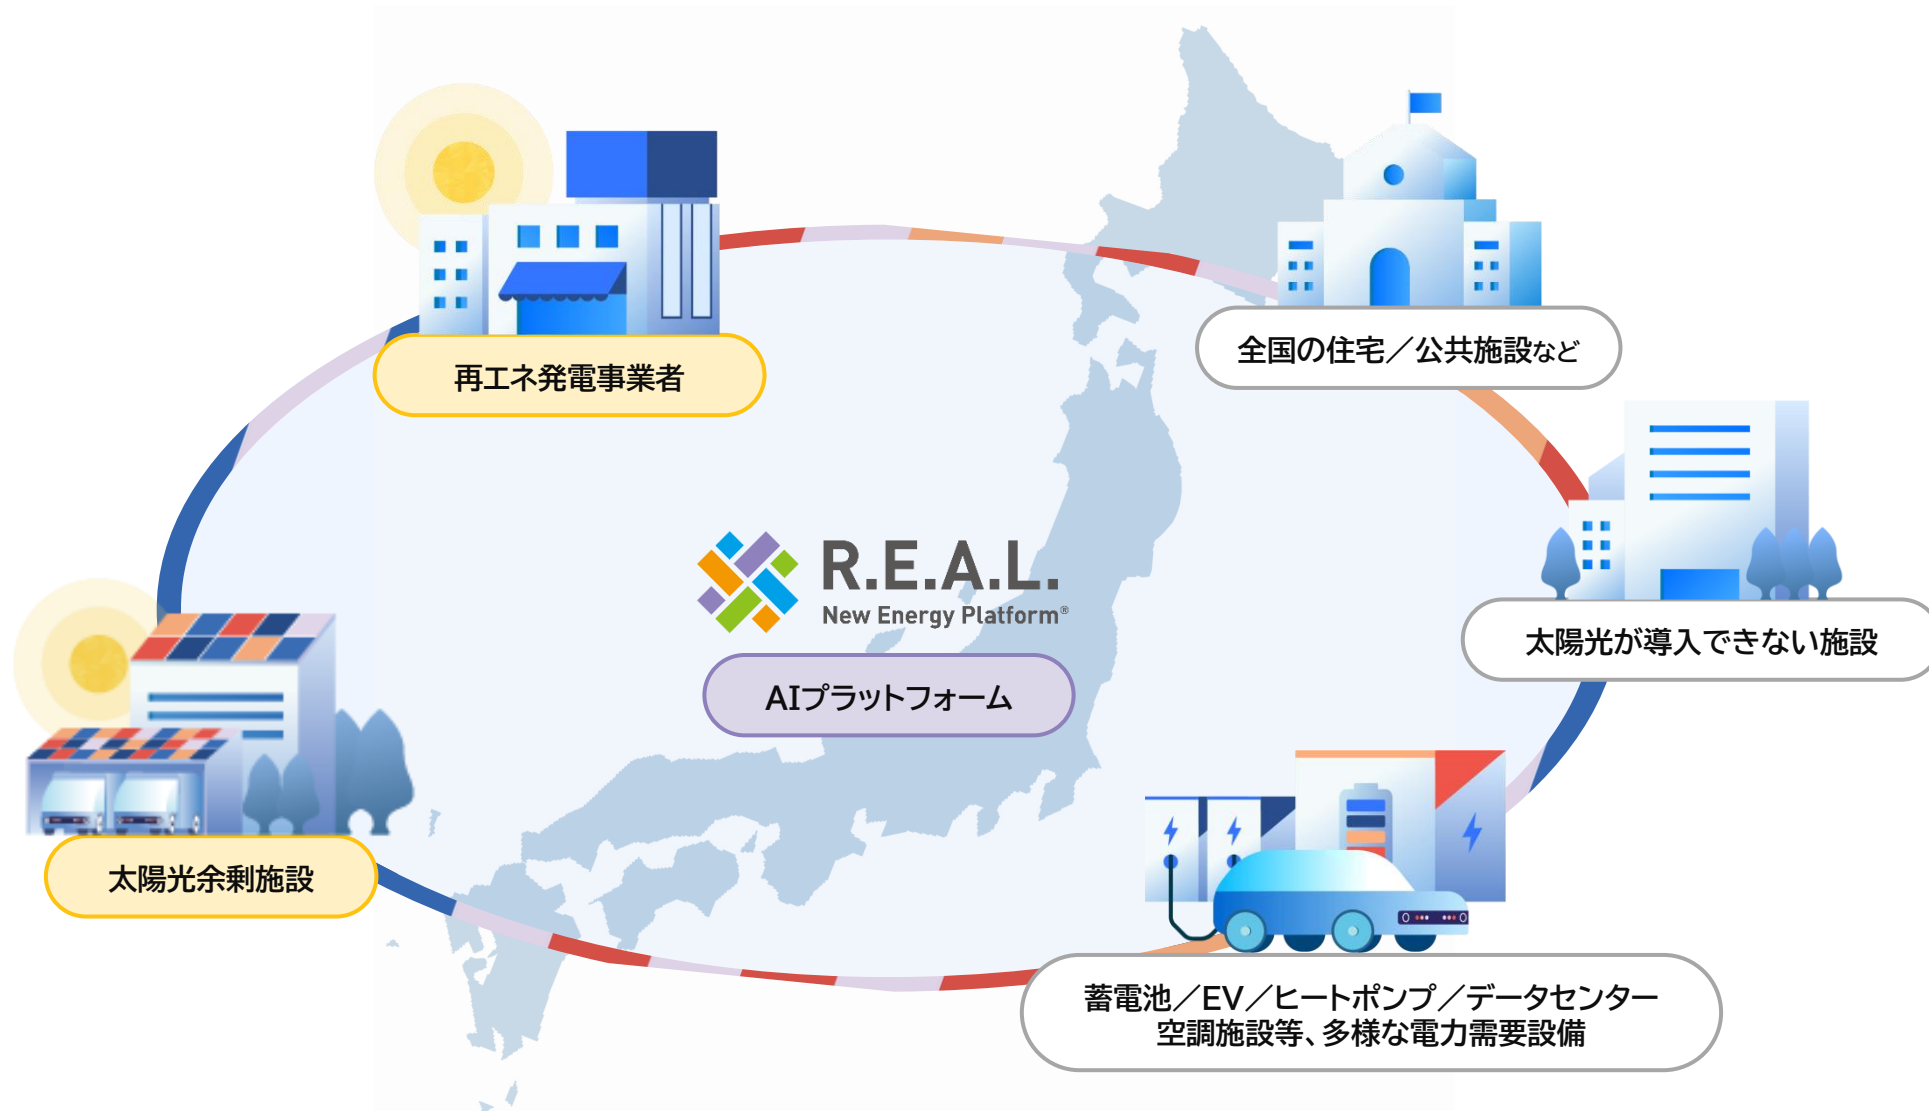 再エネ発電事業者
全国の住宅／公共施設など
R.E.A.L.
New Energy Platform®
AIプラットフォーム
太陽光が導入できない施設
太陽光余剰施設
蓄電池／EV／ヒートポンプ／データセンター
空調施設等、多様な電力需要設備